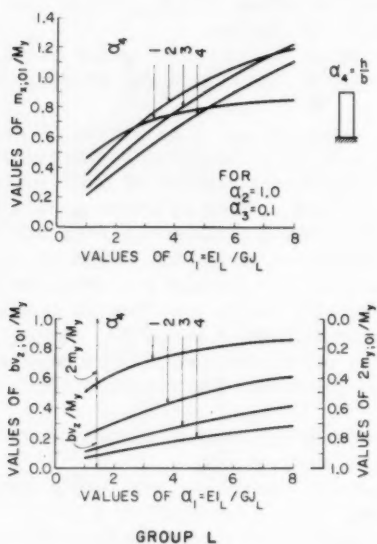 VALUES OF m_x;01/M_y
1.4
1.2
1.0
0.8
0.6
0.4
0.2
0.0
α_4
1 2 3 4
FOR
α_2=1.0
α_3=0.1
0 2 4 6 8
VALUES OF α_1=EI_L/GJ_L
α_4=h/b
VALUES OF bv_z;01/M_y
1.0
0.8
0.6
0.4
0.2
0.0
2m_y/M_y
bv_z/M_y
α_4
1 2 3 4
0 2 4 6 8
VALUES OF α_1=EI_L/GJ_L
0.0
0.2
0.4
0.6
0.8
1.0
VALUES OF 2m_y;01/M_y
GROUP L